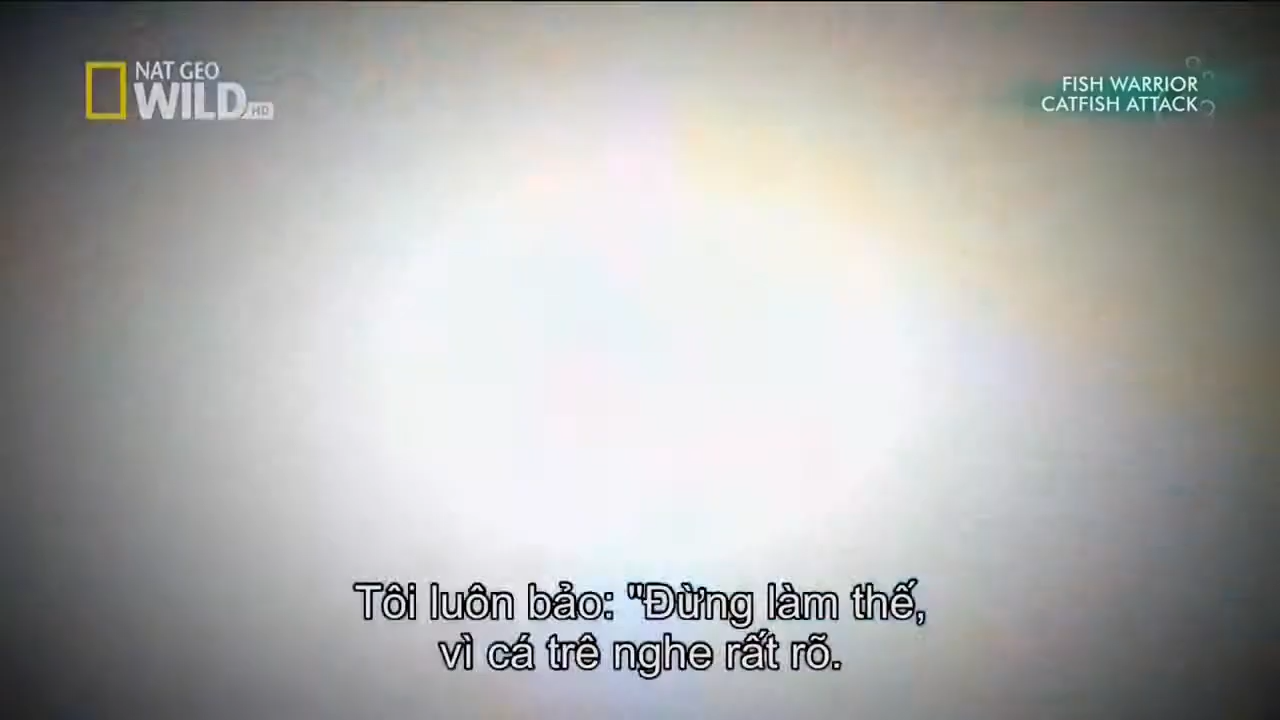 NAT GEO
WILD HD
FISH WARRIOR
CATFISH ATTACK
Tôi luôn bảo: "Đừng làm thế,
vì cá trê nghe rất rõ.